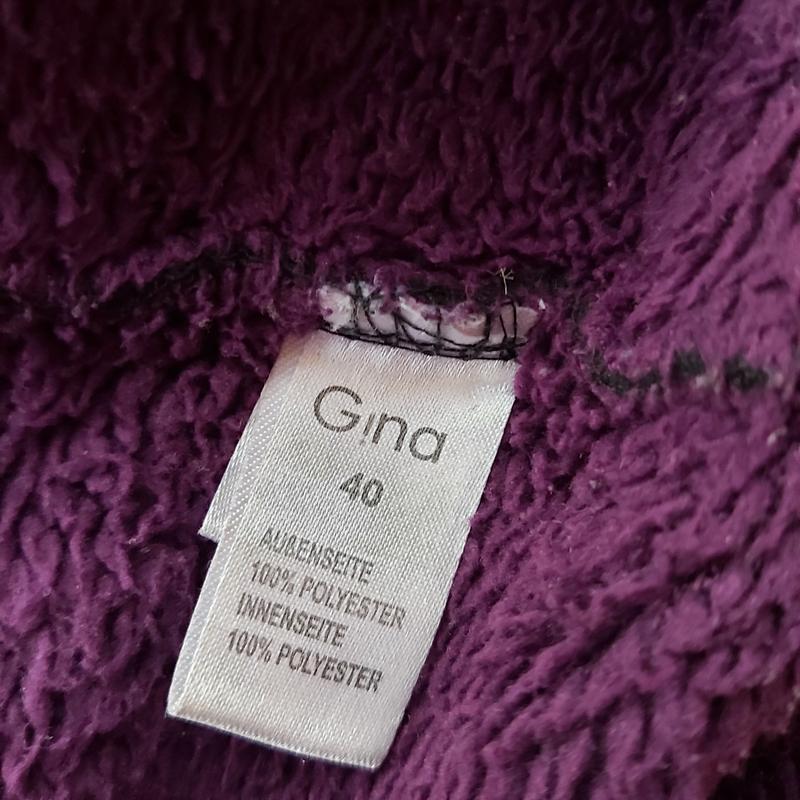 Gina
40
AUßENSEITE
100% POLYESTER
INNENSEITE
100% POLYESTER